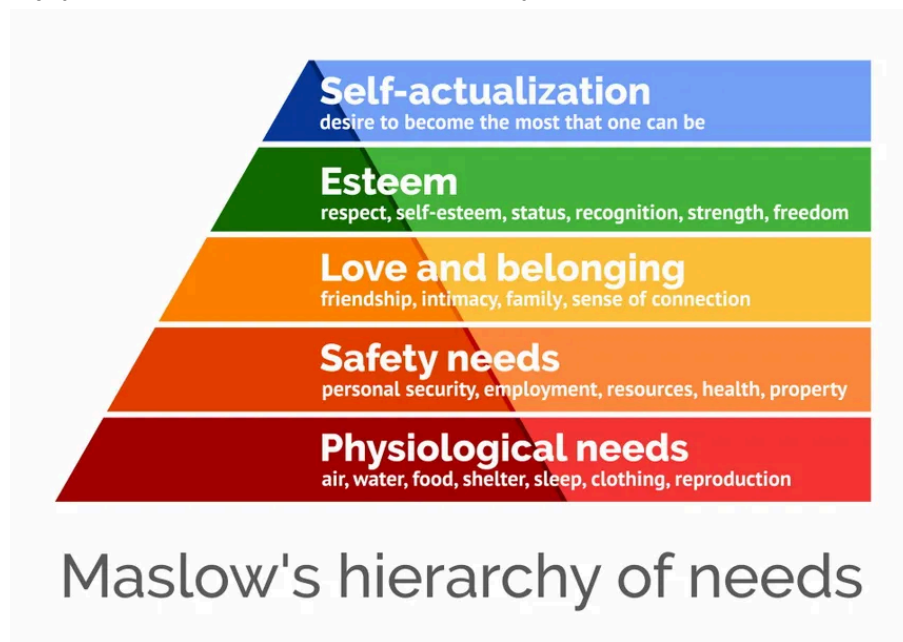 Self-actualization
desire to become the most that one can be
Esteem
respect, self-esteem, status, recognition, strength, freedom
Love and belonging
friendship, intimacy, family, sense of connection
Safety needs
personal security, employment, resources, health, property
Physiological needs
air, water, food, shelter, sleep, clothing, reproduction
Maslow's hierarchy of needs